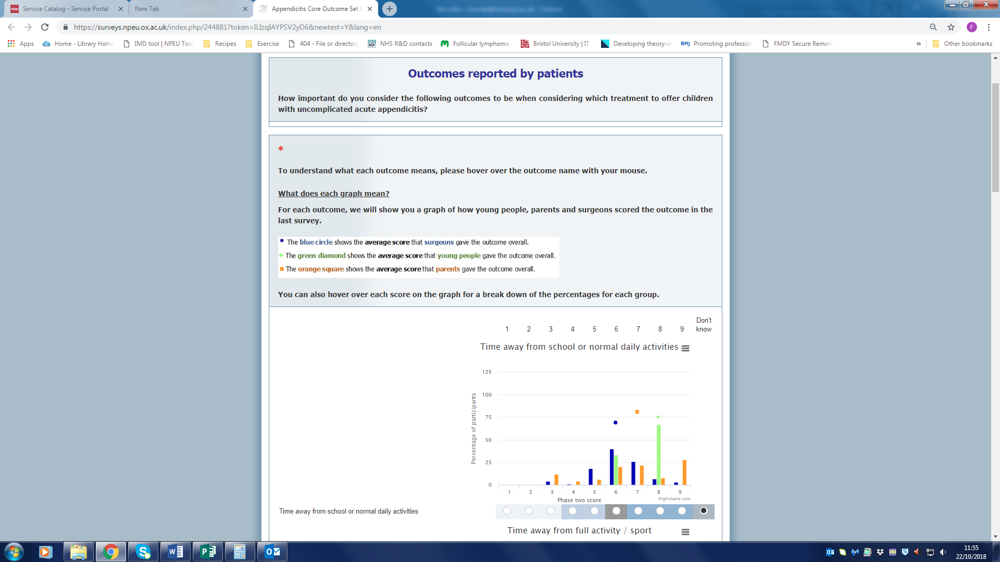 now Service Catalog - Service Portal
New Tab
Appendicitis Core Outcome Set
https://surveys.npeu.ox.ac.uk/index.php/244881?token=ILIzqIAYPSV2yD6&newtest=Y&lang=en
F
Apps
Home - Library Home
IMD tool | NPEU Tool
Recipes
Exercise
404 - File or directory
NHS R&D contacts
Follicular lymphoma
Bristol University | IT
Developing theory-in
BMJ Promoting profession
FMDY Secure Remote
»
Other bookmarks
Outcomes reported by patients
How important do you consider the following outcomes to be when considering which treatment to offer children
with uncomplicated acute appendicitis?
*
To understand what each outcome means, please hover over the outcome name with your mouse.
What does each graph mean?
For each outcome, we will show you a graph of how young people, parents and surgeons scored the outcome in the
last survey.
The blue circle shows the average score that surgeons gave the outcome overall.
The green diamond shows the average score that young people gave the outcome overall.
The orange square shows the average score that parents gave the outcome overall.
You can also hover over each score on the graph for a break down of the percentages for each group.
1 2 3 4 5 6 7 8 9 Don't
know
Time away from school or normal daily activities
Percentage of participants
125
100
75
50
25
0
1 2 3 4 5 6 7 8 9
Phase two score
Highcharts.com
Time away from school or normal daily activities
Time away from full activity / sport
11:55
22/10/2018